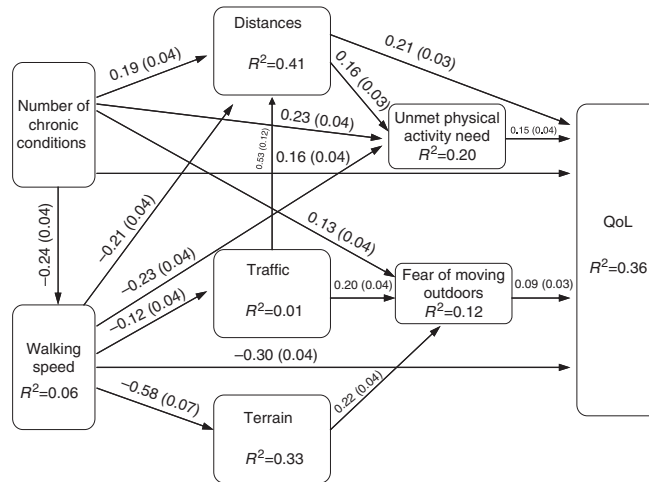 Distances
R²=0.41
0.19 (0.04)
0.21 (0.03)
0.16 (0.03)
Number of
chronic
conditions
0.23 (0.04)
Unmet physical
activity need
R²=0.20
0.15 (0.04)
0.53 (0.12)
0.16 (0.04)
QoL
R²=0.36
–0.24 (0.04)
–0.21 (0.04)
0.13 (0.04)
–0.23 (0.04)
–0.12 (0.04)
Traffic
R²=0.01
0.20 (0.04)
Fear of moving
outdoors
R²=0.12
0.09 (0.03)
Walking
speed
R²=0.06
–0.30 (0.04)
–0.58 (0.07)
Terrain
R²=0.33
0.22 (0.04)